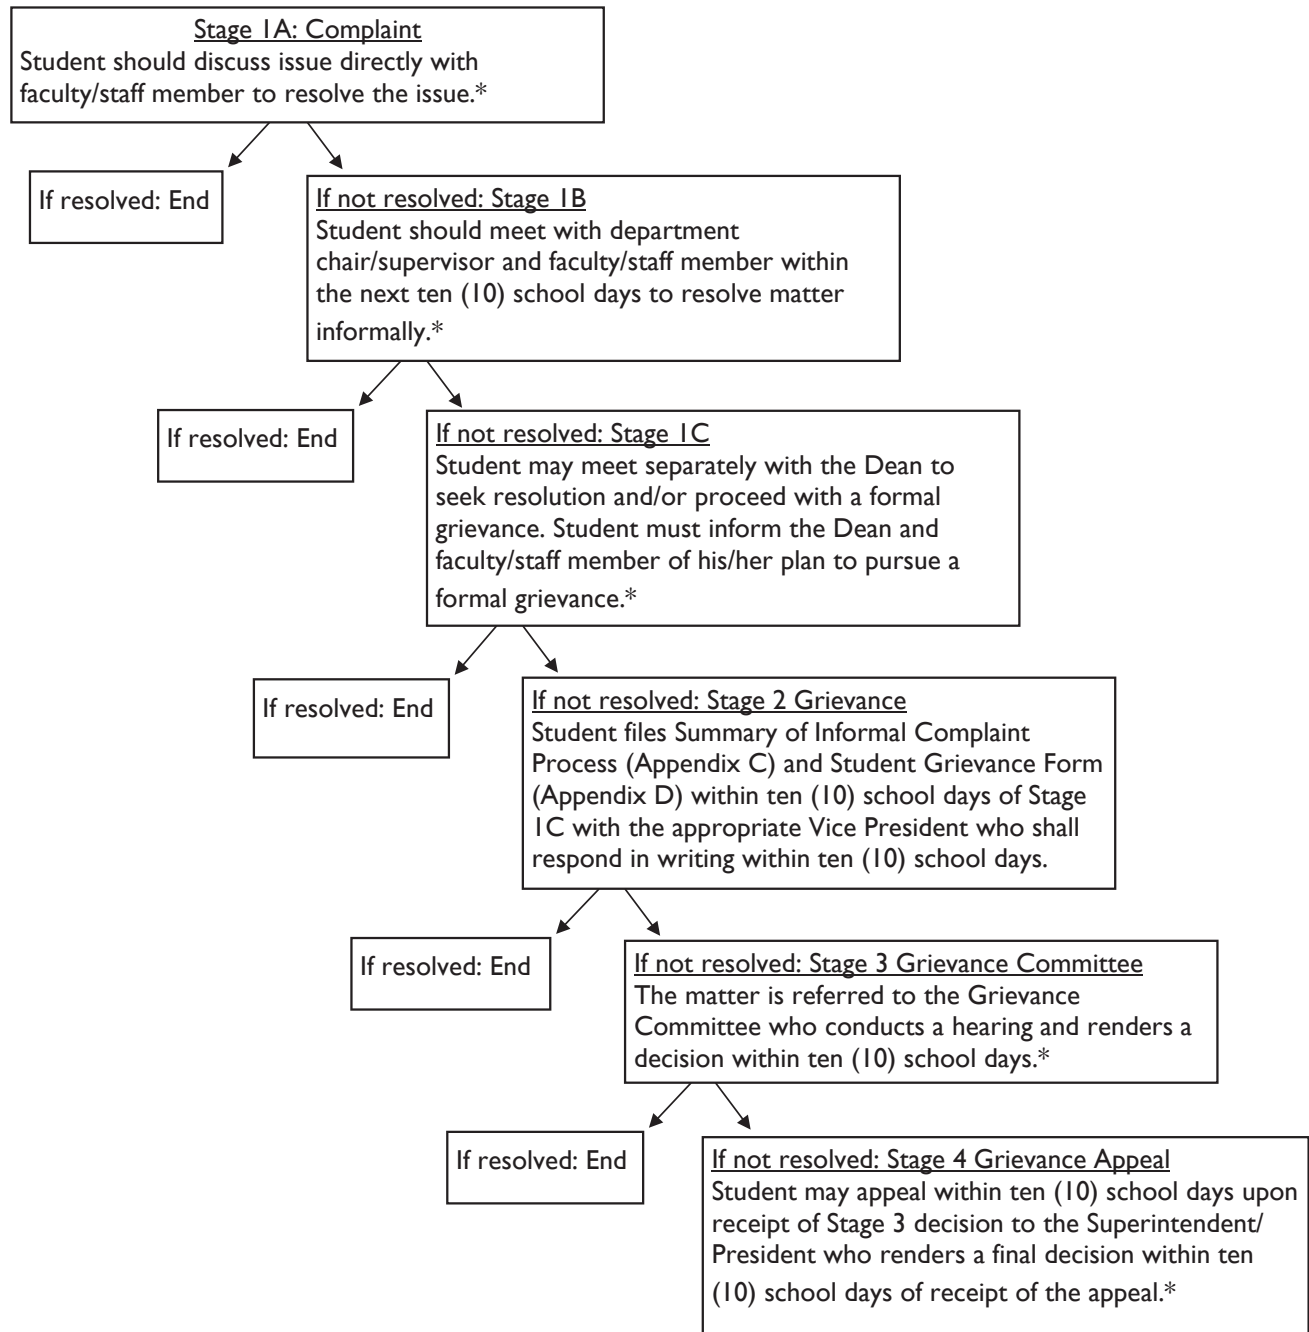 Stage 1A: Complaint
Student should discuss issue directly with
faculty/staff member to resolve the issue.*
If resolved: End
If not resolved: Stage 1B
Student should meet with department
chair/supervisor and faculty/staff member within
the next ten (10) school days to resolve matter
informally.*
If resolved: End
If not resolved: Stage 1C
Student may meet separately with the Dean to
seek resolution and/or proceed with a formal
grievance. Student must inform the Dean and
faculty/staff member of his/her plan to pursue a
formal grievance.*
If resolved: End
If not resolved: Stage 2 Grievance
Student files Summary of Informal Complaint
Process (Appendix C) and Student Grievance Form
(Appendix D) within ten (10) school days of Stage
1C with the appropriate Vice President who shall
respond in writing within ten (10) school days.
If resolved: End
If not resolved: Stage 3 Grievance Committee
The matter is referred to the Grievance
Committee who conducts a hearing and renders a
decision within ten (10) school days.*
If resolved: End
If not resolved: Stage 4 Grievance Appeal
Student may appeal within ten (10) school days upon
receipt of Stage 3 decision to the Superintendent/
President who renders a final decision within ten
(10) school days of receipt of the appeal.*